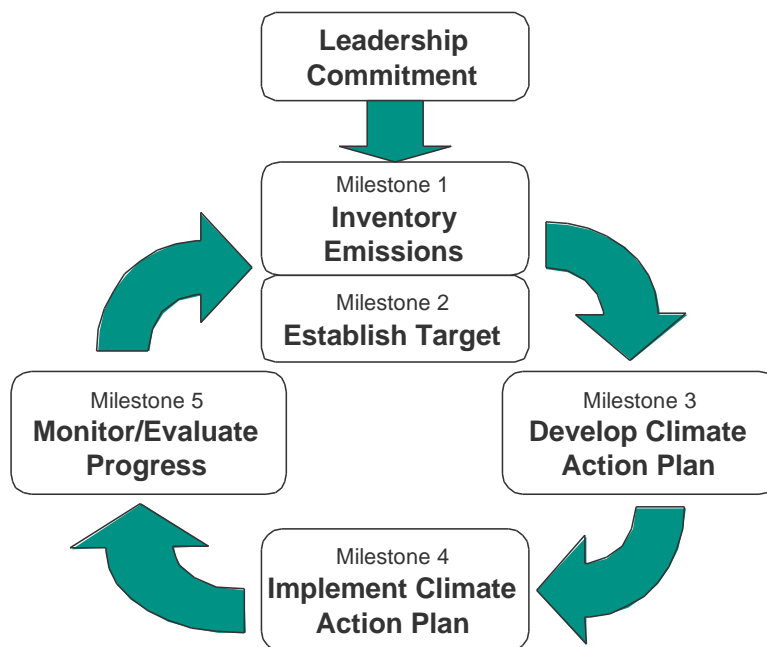 Leadership
Commitment
Milestone 1
Inventory
Emissions
Milestone 2
Establish Target
Milestone 5
Monitor/Evaluate
Progress
Milestone 3
Develop Climate
Action Plan
Milestone 4
Implement Climate
Action Plan